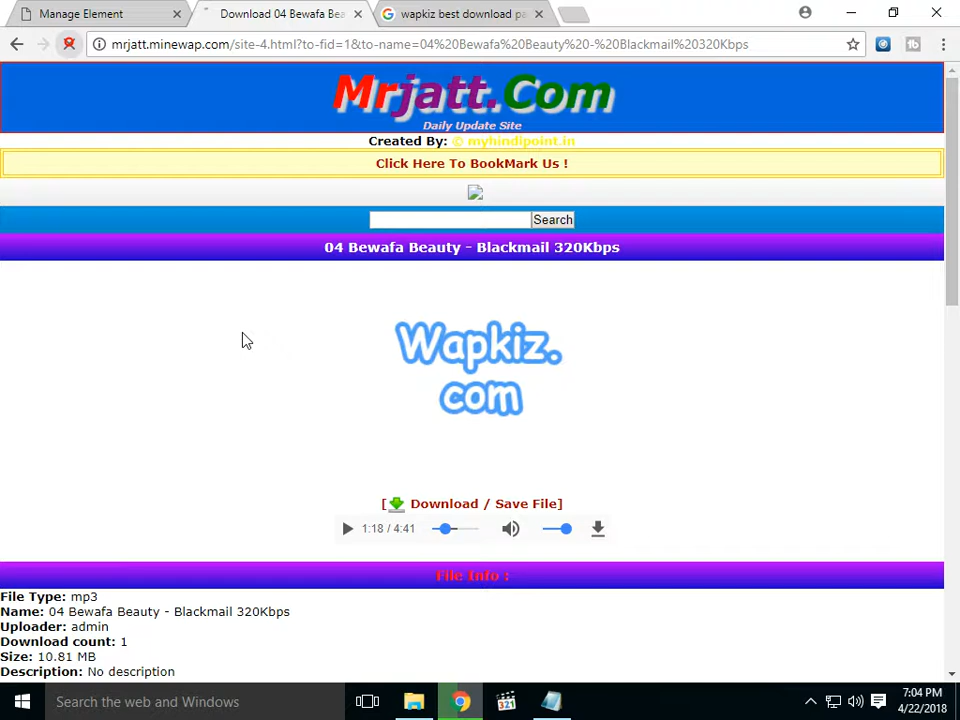 Manage Element
Download 04 Bewafa Bea
wapkiz best download pa
mrjatt.minewap.com/site-4.html?to-fid=1&to-name=04%20Bewafa%20Beauty%20-%20Blackmail%20320Kbps
Mrjatt.Com
Daily Update Site
Created By: © myhindipoint.in
Click Here To BookMark Us !
Search
04 Bewafa Beauty - Blackmail 320Kbps
Wapkiz.
com
[ Download / Save File]
1:18 / 4:41
File Info :
File Type: mp3
Name: 04 Bewafa Beauty - Blackmail 320Kbps
Uploader: admin
Download count: 1
Size: 10.81 MB
Description: No description
Search the web and Windows
321
7:04 PM
4/22/2018